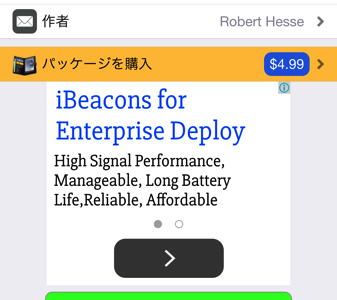 作者 Robert Hesse
パッケージを購入 $4.99
iBeacons for
Enterprise Deploy
High Signal Performance,
Manageable, Long Battery
Life,Reliable, Affordable